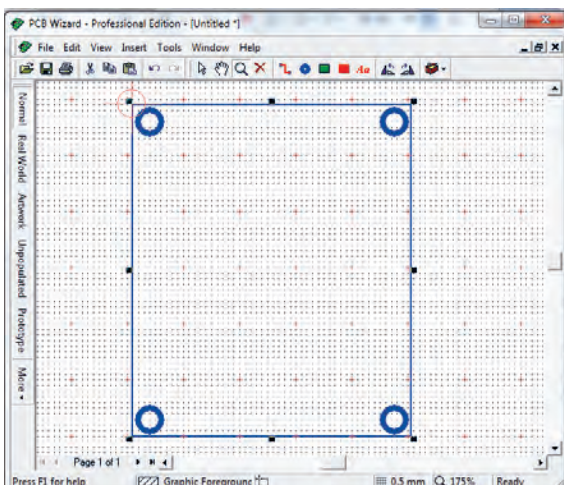 PCB Wizard - Professional Edition - [Untitled *]
File Edit View Insert Tools Window Help
Aa
Normal
Real World
Artwork
Unpopulated
Prototype
More
Page 1 of 1
Press F1 for help
Graphic Foreground
0.5 mm
175%
Ready